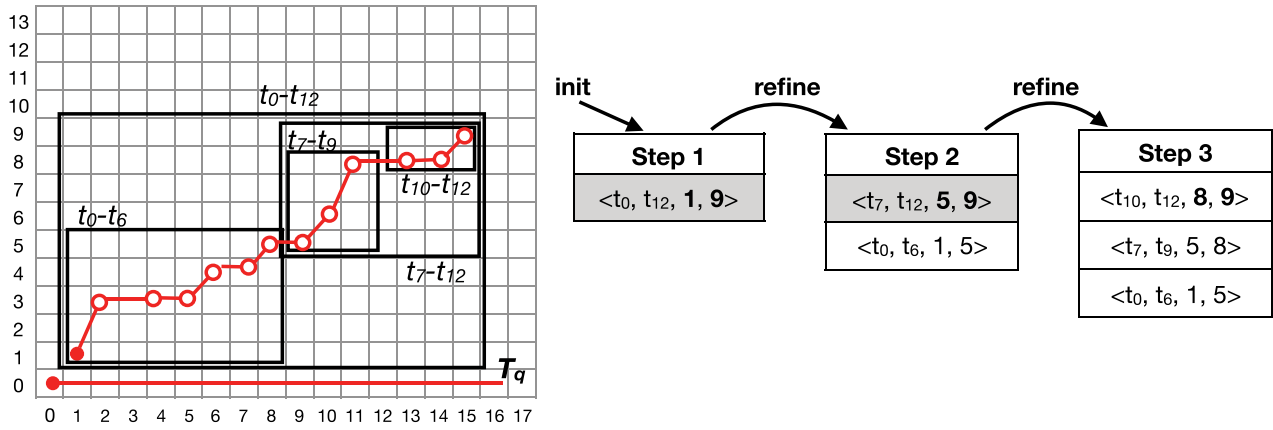 13
12
11
10
9
8
7
6
5
4
3
2
1
0
0 1 2 3 4 5 6 7 8 9 10 11 12 13 14 15 16 17
t0-t12
t7-t9
t10-t12
t0-t6
t7-t12
Tq
init
refine
refine
Step 1
<t0, t12, 1, 9>
Step 2
<t7, t12, 5, 9>
<t0, t6, 1, 5>
Step 3
<t10, t12, 8, 9>
<t7, t9, 5, 8>
<t0, t6, 1, 5>